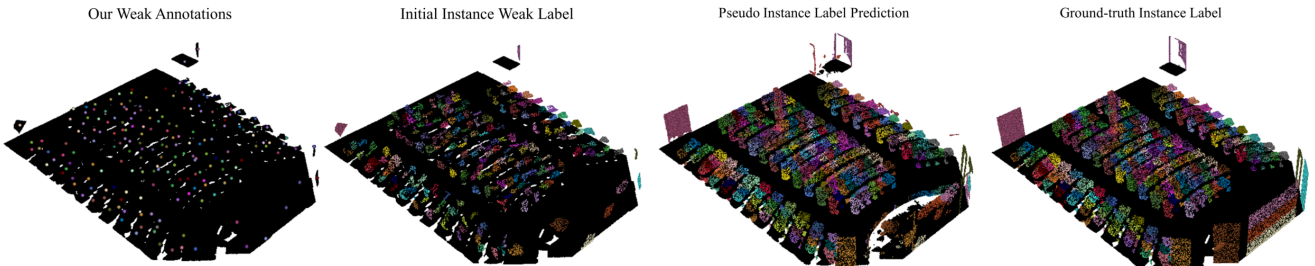 Our Weak Annotations
Initial Instance Weak Label
Pseudo Instance Label Prediction
Ground-truth Instance Label